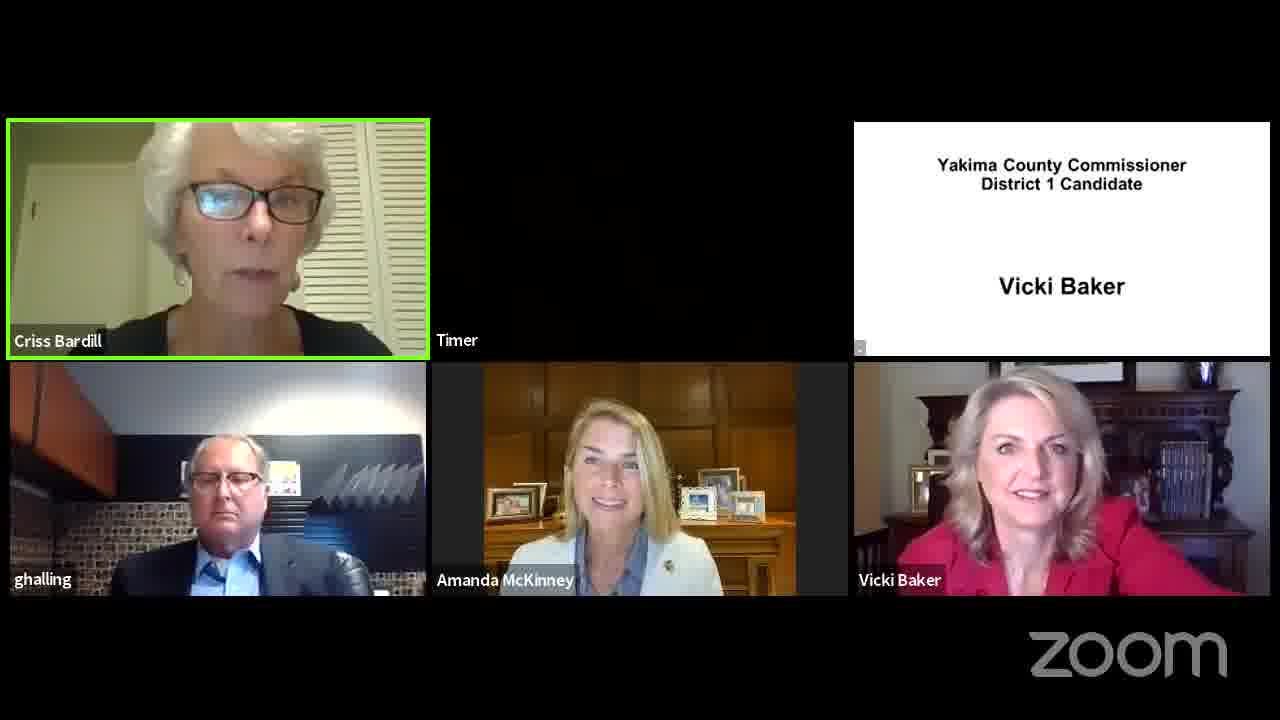 Yakima County Commissioner
District 1 Candidate
Vicki Baker
Criss Bardill
Timer
ghalling
Amanda McKinney
Vicki Baker
zoom